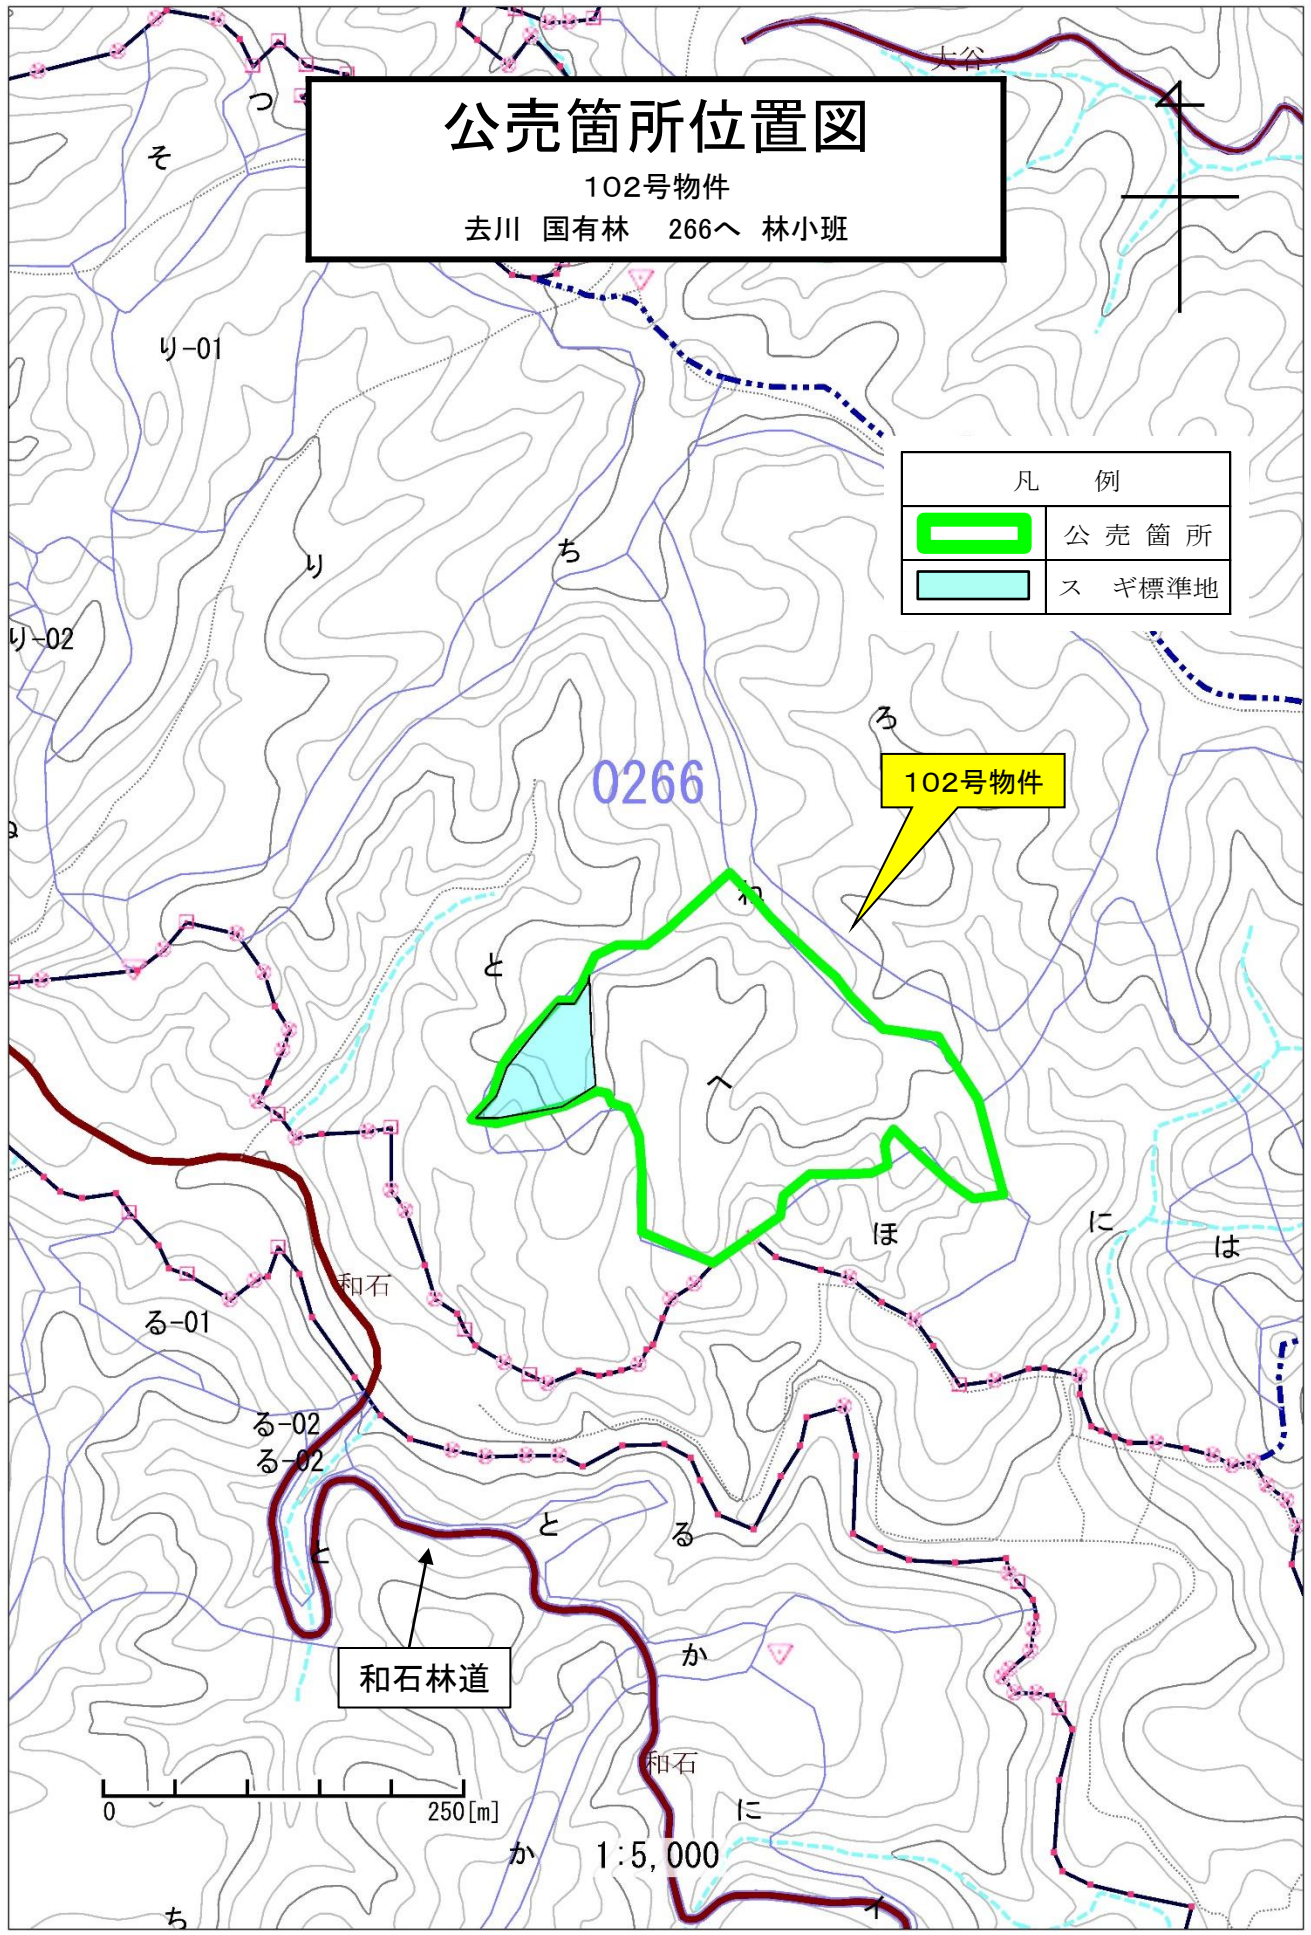 大谷
つ
そ
公売箇所位置図
102号物件
去川 国有林 266へ 林小班
り-01
凡 例
公 売 箇 所
ス ギ標準地
ち
り
り-02
ろ
0266
102号物件
ね
わ
と
へ
ほ
に
は
和石
る-01
る-02
る-02
と
る
と
か
和石林道
和石
0 250[m]
に
か
1:5,000
イ
ち